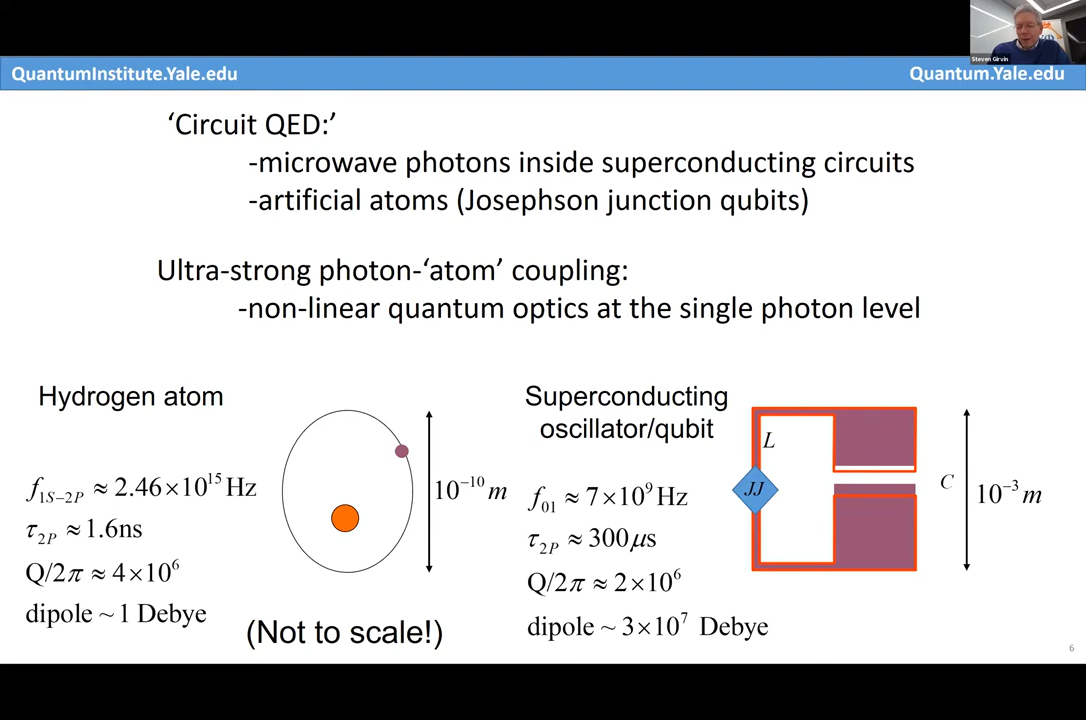 Steven Girvin
QuantumInstitute.Yale.edu
Quantum.Yale.edu
‘Circuit QED:’
-microwave photons inside superconducting circuits
-artificial atoms (Josephson junction qubits)
Ultra-strong photon-‘atom’ coupling:
-non-linear quantum optics at the single photon level
Hydrogen atom
f₁S₋₂P ≈ 2.46×10¹⁵ Hz
τ₂P ≈ 1.6ns
Q/2π ≈ 4×10⁶
dipole ~ 1 Debye
10⁻¹⁰ m
(Not to scale!)
Superconducting
oscillator/qubit
f₀₁ ≈ 7×10⁹ Hz
τ₂P ≈ 300μs
Q/2π ≈ 2×10⁶
dipole ~ 3×10⁷ Debye
L
JJ
C
10⁻³ m
6